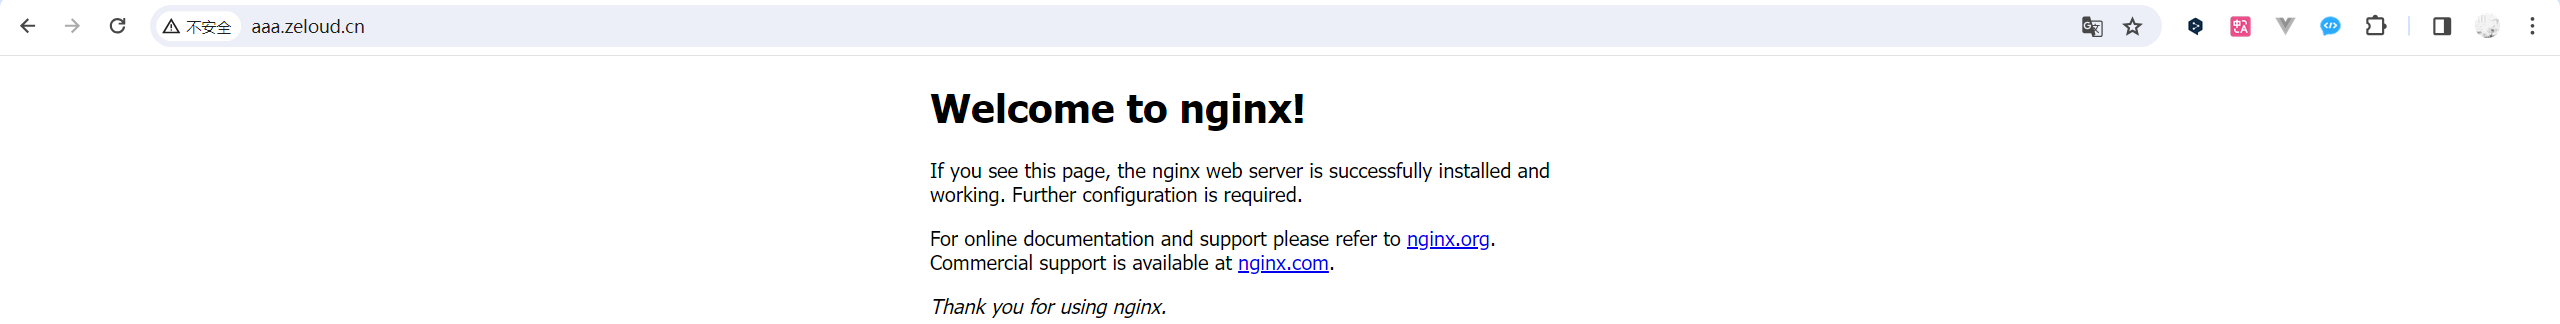 不安全 aaa.zeloud.cn
Welcome to nginx!
If you see this page, the nginx web server is successfully installed and
working. Further configuration is required.
For online documentation and support please refer to nginx.org.
Commercial support is available at nginx.com.
Thank you for using nginx.